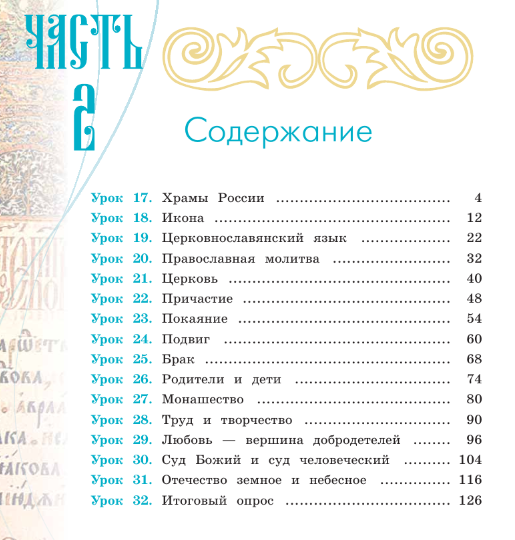 ЧАСТЬ
2
Содержание
Урок 17. Храмы России ........................................ 4
Урок 18. Икона ........................................ 12
Урок 19. Церковнославянский язык .................. 22
Урок 20. Православная молитва ........................ 32
Урок 21. Церковь ........................................ 40
Урок 22. Причастие ........................................ 48
Урок 23. Покаяние ........................................ 54
Урок 24. Подвиг ........................................ 60
Урок 25. Брак ........................................ 68
Урок 26. Родители и дети ................................ 74
Урок 27. Монашество ................................ 80
Урок 28. Труд и творчество ............................ 90
Урок 29. Любовь — вершина добродетелей ........ 96
Урок 30. Суд Божий и суд человеческий .......... 104
Урок 31. Отечество земное и небесное .............. 116
Урок 32. Итоговый опрос ................................ 126